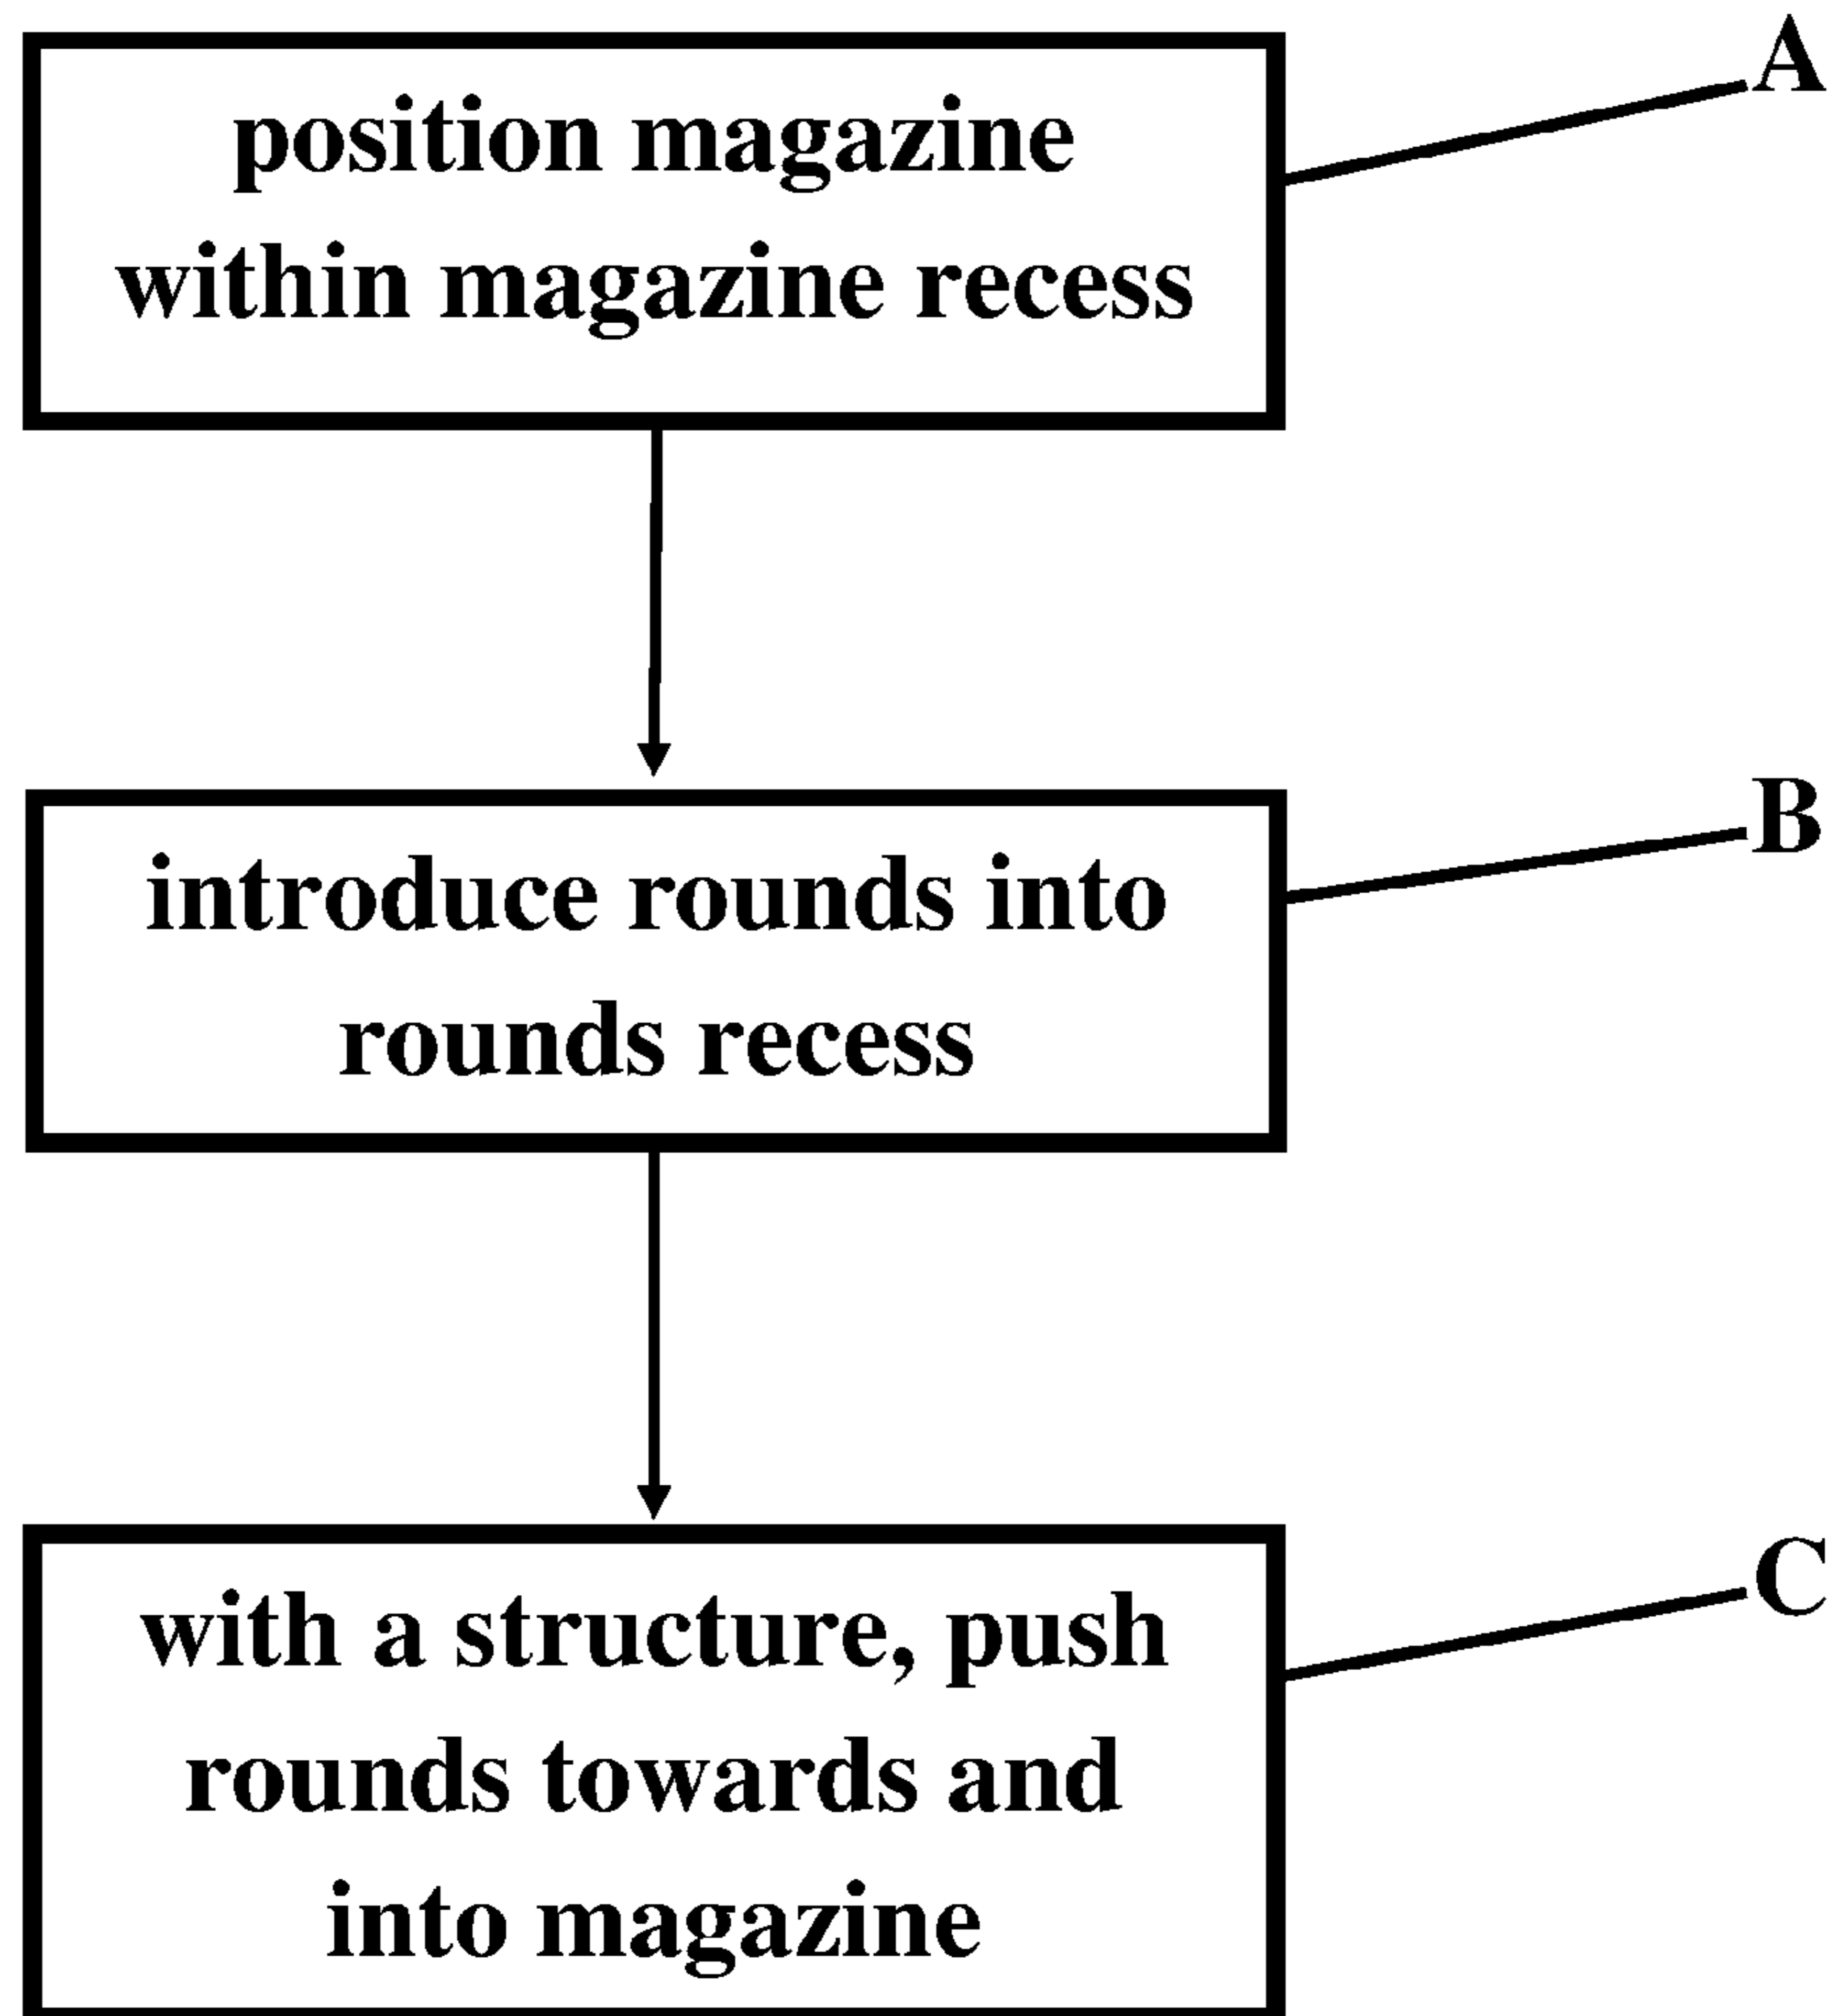 A
position magazine
within magazine recess
B
introduce rounds into
rounds recess
C
with a structure, push
rounds towards and
into magazine